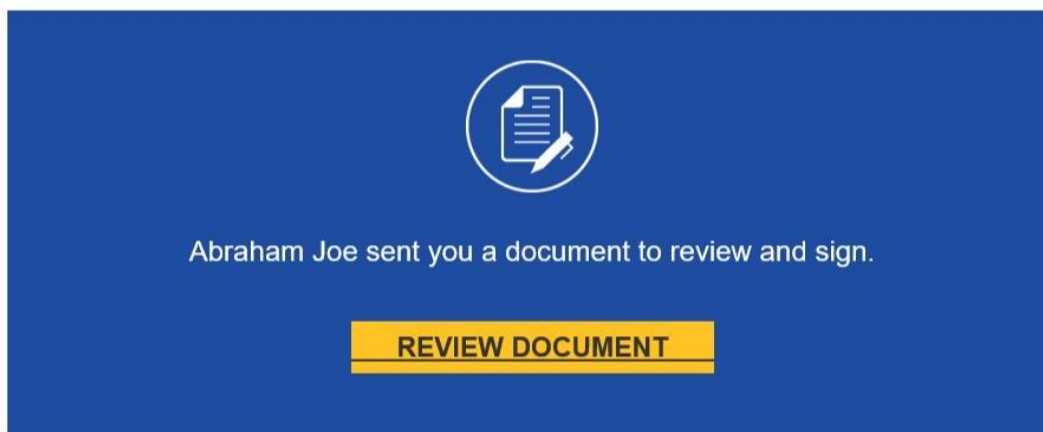 Abraham Joe sent you a document to review and sign.
REVIEW DOCUMENT